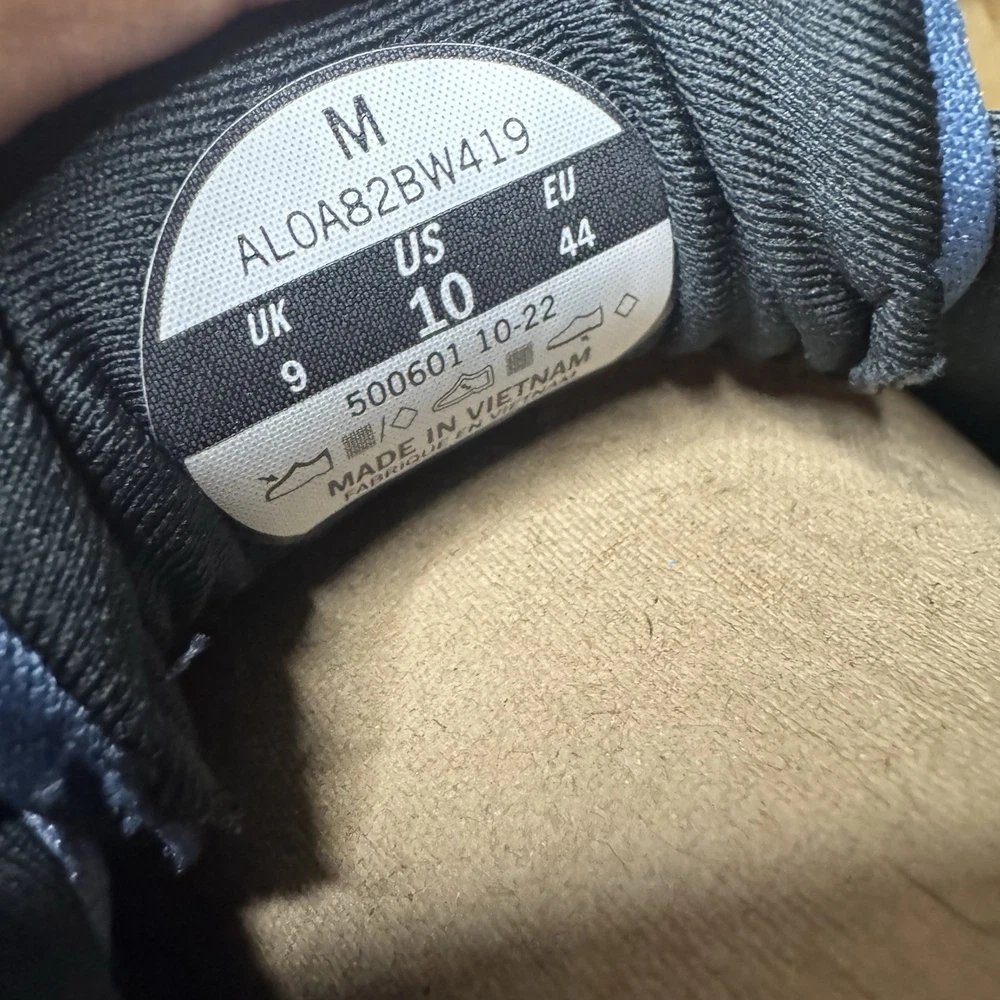 M
AL0A82BW419
UK US EU
9 10 44
500601 10-22
MADE IN VIETNAM
FABRIQUE EN VIETNAM